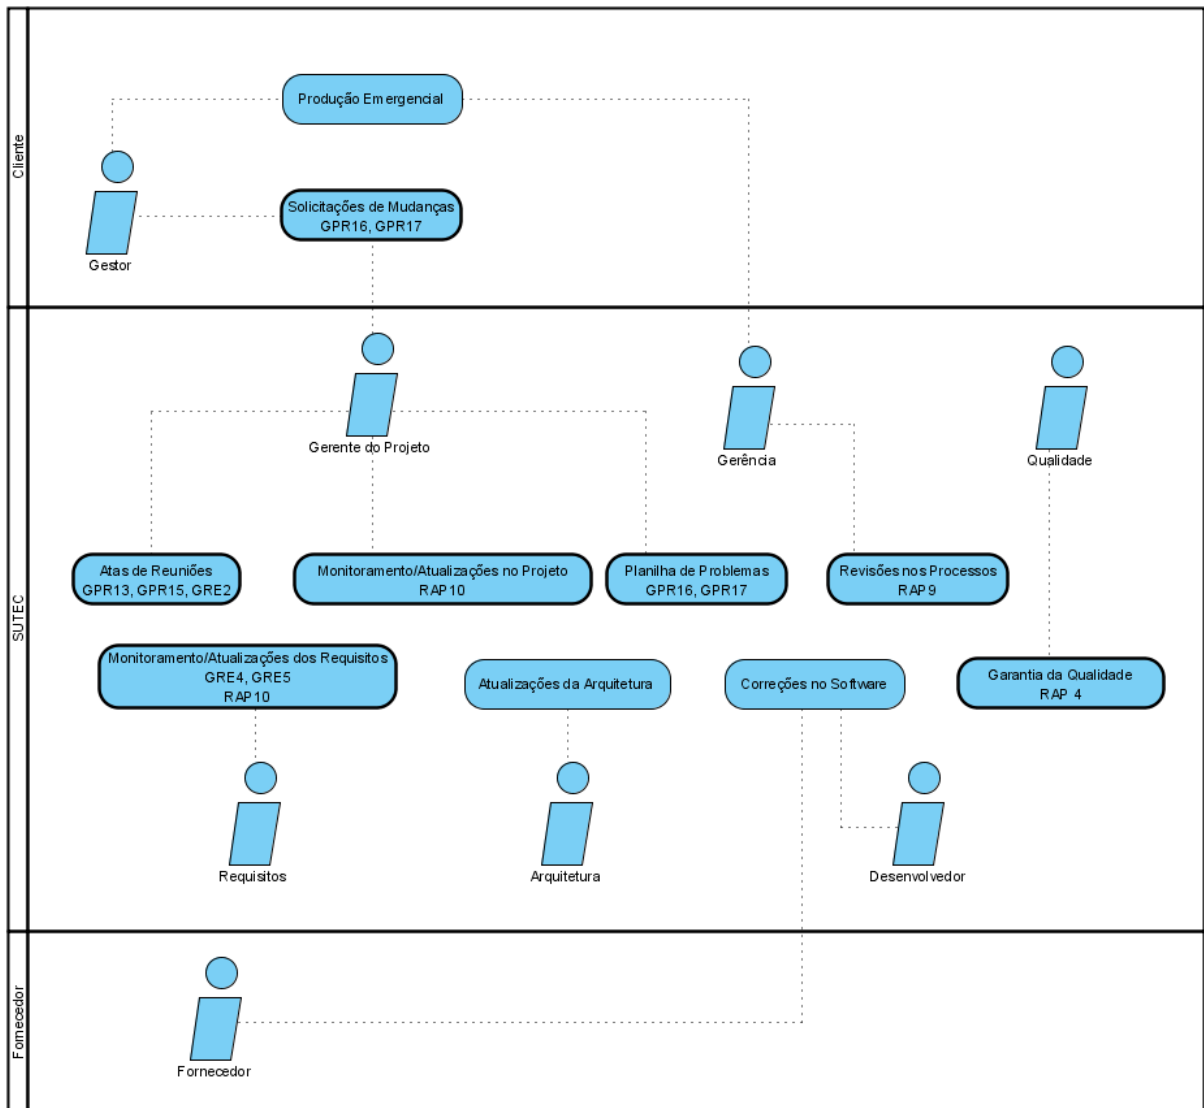 Cliente
Produção Emergencial
Solicitações de Mudanças
GPR16, GPR17
Gestor
SUTEC
Gerente do Projeto
Gerência
Qualidade
Atas de Reuniões
GPR13, GPR15, GRE2
Monitoramento/Atualizações no Projeto
RAP10
Planilha de Problemas
GPR16, GPR17
Revisões nos Processos
RAP9
Monitoramento/Atualizações dos Requisitos
GRE4, GRE5
RAP10
Atualizações da Arquitetura
Correções no Software
Garantia da Qualidade
RAP 4
Requisitos
Arquitetura
Desenvolvedor
Fornecedor
Fornecedor